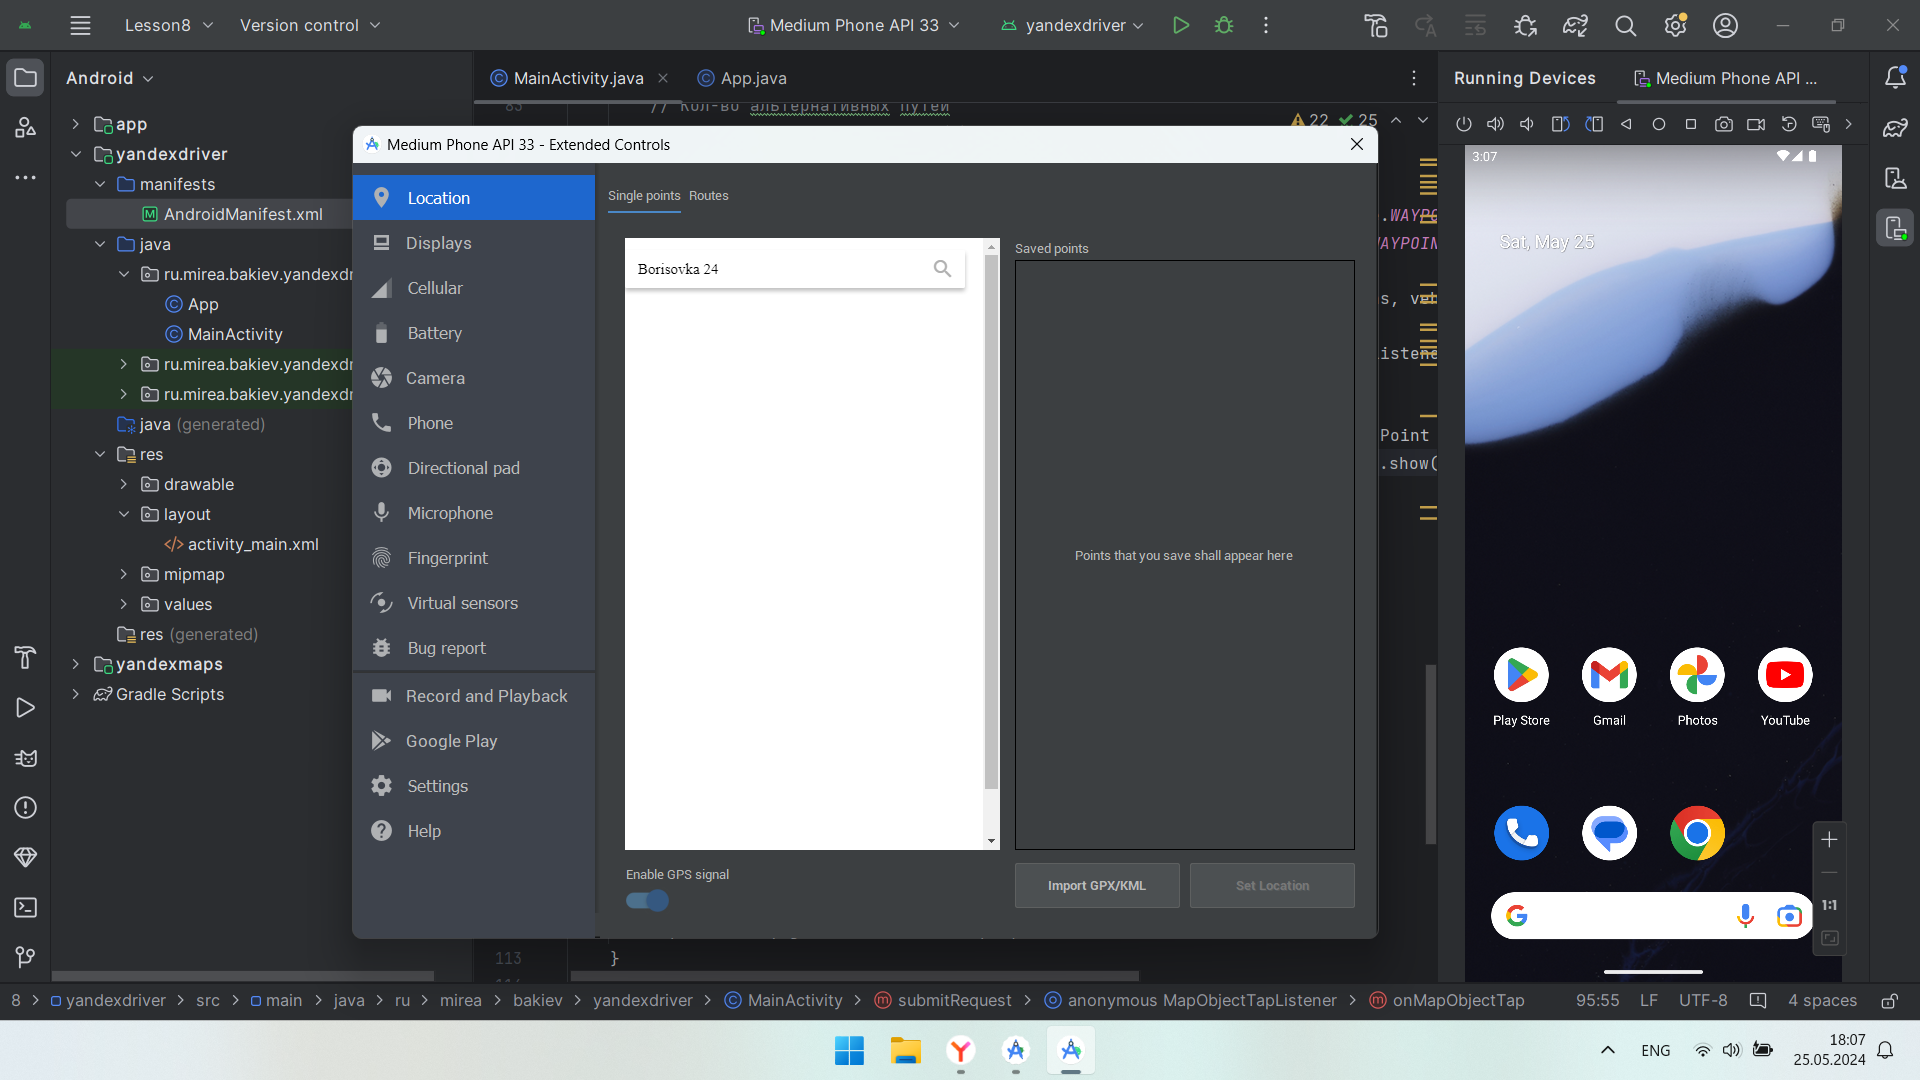 Lesson8
Version control
Medium Phone API 33
yandexdriver
Android
MainActivity.java
App.java
Running Devices
Medium Phone API ...
app
yandexdriver
manifests
AndroidManifest.xml
java
ru.mirea.bakiev.yandexdr
App
MainActivity
ru.mirea.bakiev.yandexdr
ru.mirea.bakiev.yandexdr
java (generated)
res
drawable
layout
activity_main.xml
mipmap
values
res (generated)
yandexmaps
Gradle Scripts
83
// Кол-во альтернативных путей
22
25
.WAYPO
WAYPOIN
s, veh
istene
Point
.show(
113
}
Medium Phone API 33 - Extended Controls
Location
Displays
Cellular
Battery
Camera
Phone
Directional pad
Microphone
Fingerprint
Virtual sensors
Bug report
Record and Playback
Google Play
Settings
Help
Single points
Routes
Borisovka 24
Saved points
Points that you save shall appear here
Enable GPS signal
Import GPX/KML
Set Location
3:07
Sat, May 25
Play Store
Gmail
Photos
YouTube
1:1
8 > yandexdriver > src > main > java > ru > mirea > bakiev > yandexdriver > MainActivity > submitRequest > anonymous MapObjectTapListener > onMapObjectTap
95:55
LF
UTF-8
4 spaces
ENG
18:07
25.05.2024